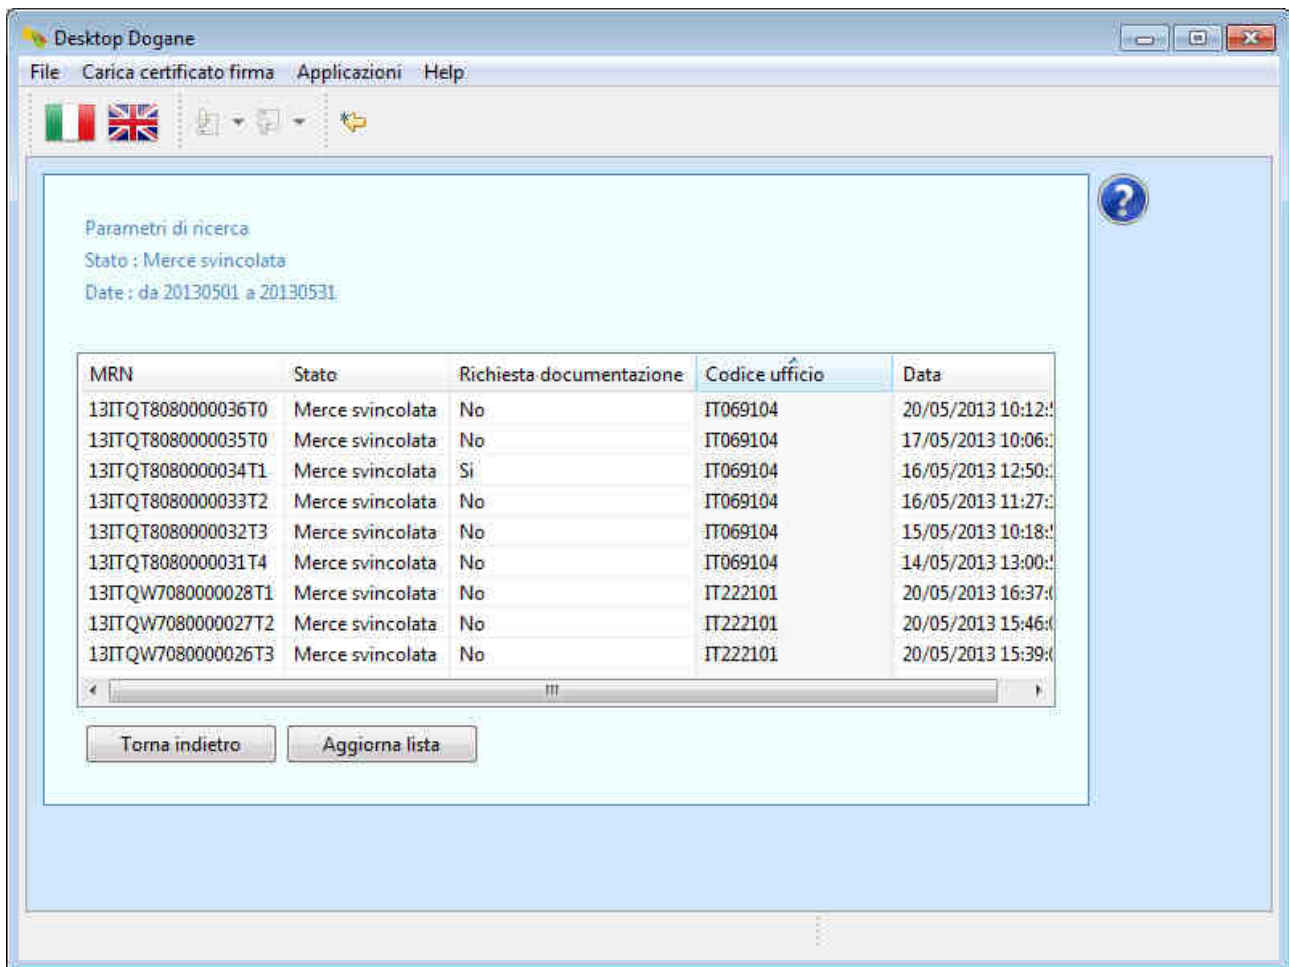 Desktop Dogane
File Carica certificato firma Applicazioni Help
Parametri di ricerca
Stato : Merce svincolata
Date : da 20130501 a 20130531
MRN Stato Richiesta documentazione Codice ufficio Data
13ITQT8080000036T0 Merce svincolata No IT069104 20/05/2013 10:12:
13ITQT8080000035T0 Merce svincolata No IT069104 17/05/2013 10:06:
13ITQT8080000034T1 Merce svincolata Si IT069104 16/05/2013 12:50:
13ITQT8080000033T2 Merce svincolata No IT069104 16/05/2013 11:27:
13ITQT8080000032T3 Merce svincolata No IT069104 15/05/2013 10:18:
13ITQT8080000031T4 Merce svincolata No IT069104 14/05/2013 13:00:
13ITQW7080000028T1 Merce svincolata No IT222101 20/05/2013 16:37:
13ITQW7080000027T2 Merce svincolata No IT222101 20/05/2013 15:46:
13ITQW7080000026T3 Merce svincolata No IT222101 20/05/2013 15:39:
Torna indietro Aggiorna lista